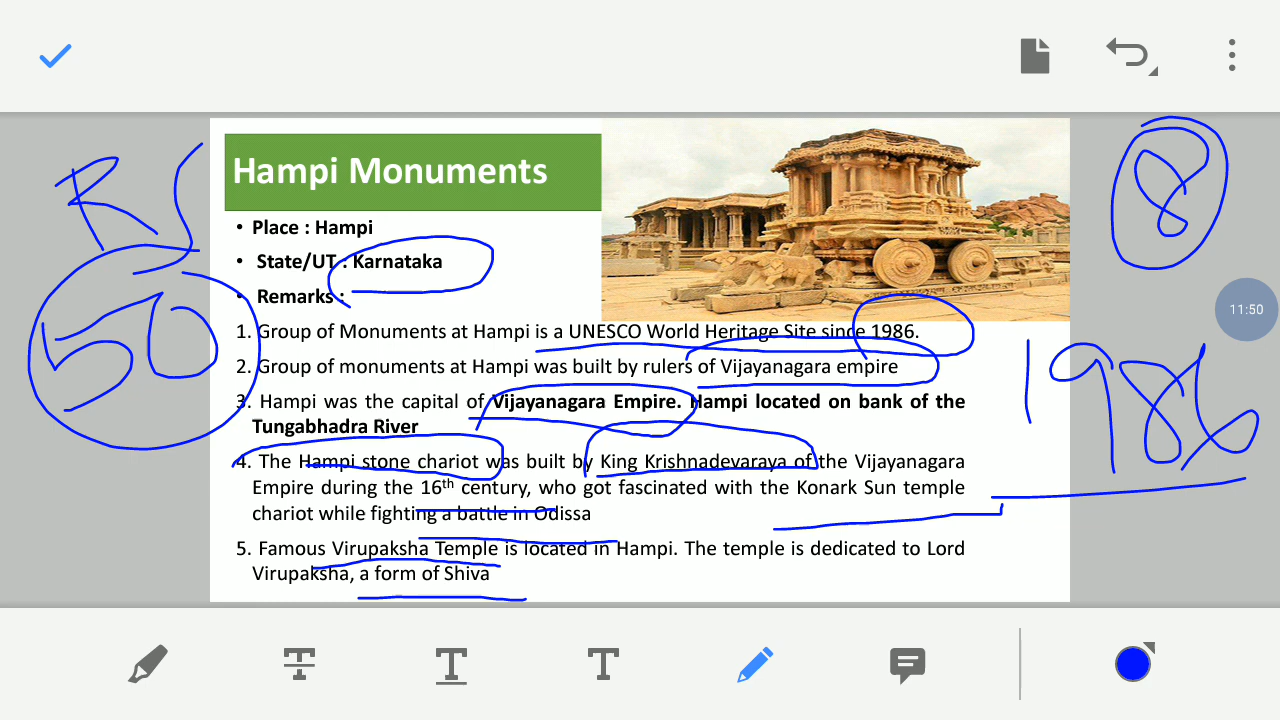 Hampi Monuments
• Place : Hampi
• State/UT : Karnataka
• Remarks :
1. Group of Monuments at Hampi is a UNESCO World Heritage Site since 1986.
2. Group of monuments at Hampi was built by rulers of Vijayanagara empire
3. Hampi was the capital of Vijayanagara Empire. Hampi located on bank of the
Tungabhadra River
4. The Hampi stone chariot was built by King Krishnadevaraya of the Vijayanagara
Empire during the 16th century, who got fascinated with the Konark Sun temple
chariot while fighting a battle in Odissa
5. Famous Virupaksha Temple is located in Hampi. The temple is dedicated to Lord
Virupaksha, a form of Shiva
RS
50
8
11:50
1986
T
T
T